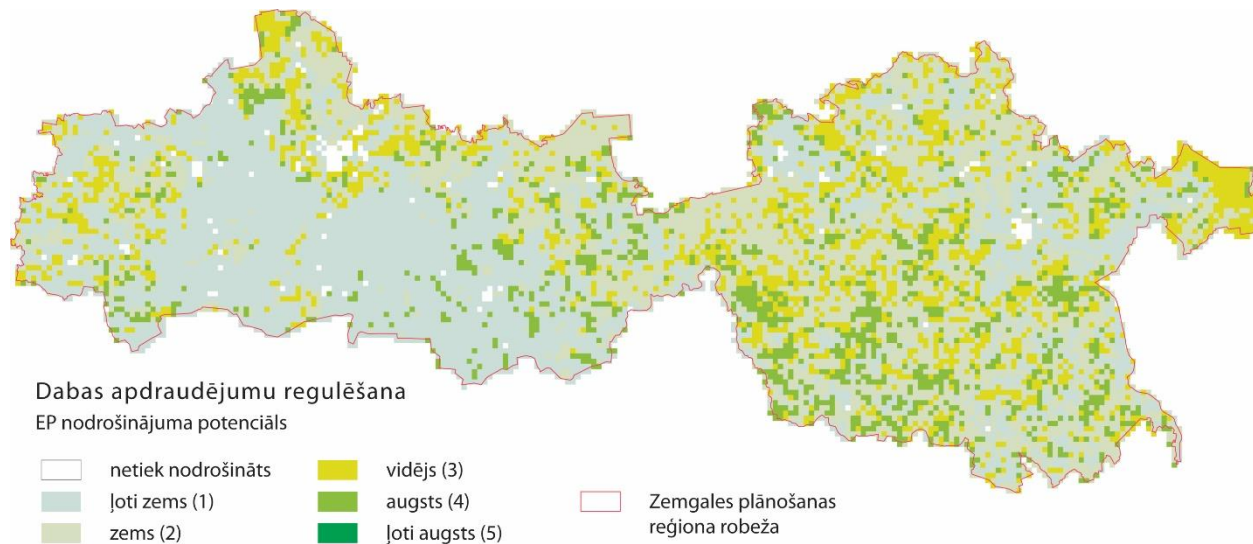 Dabas apdraudējumu regulēšana
EP nodrošinājuma potenciāls
netiek nodrošināts
ļoti zems (1)
zems (2)
vidējs (3)
augsts (4)
ļoti augsts (5)
Zemgales plānošanas
reģiona robeža